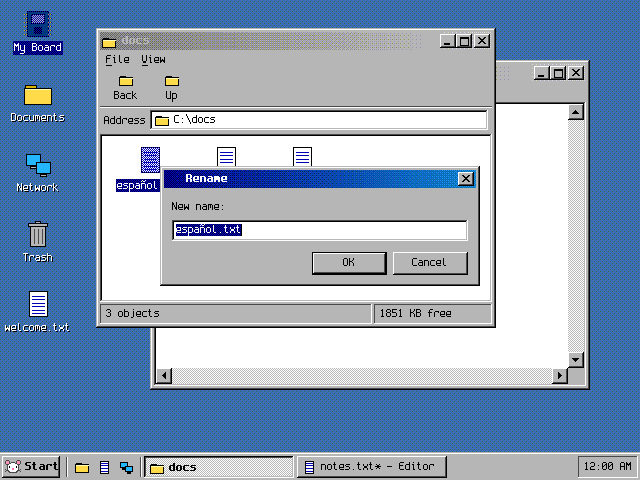 My Board
Documents
Network
Trash
welcome.txt
docs
File View
Back Up
Address C:\docs
español
Rename
New name:
español.txt
OK Cancel
3 objects 1851 KB free
Start docs notes.txt* - Editor 12:00 AM